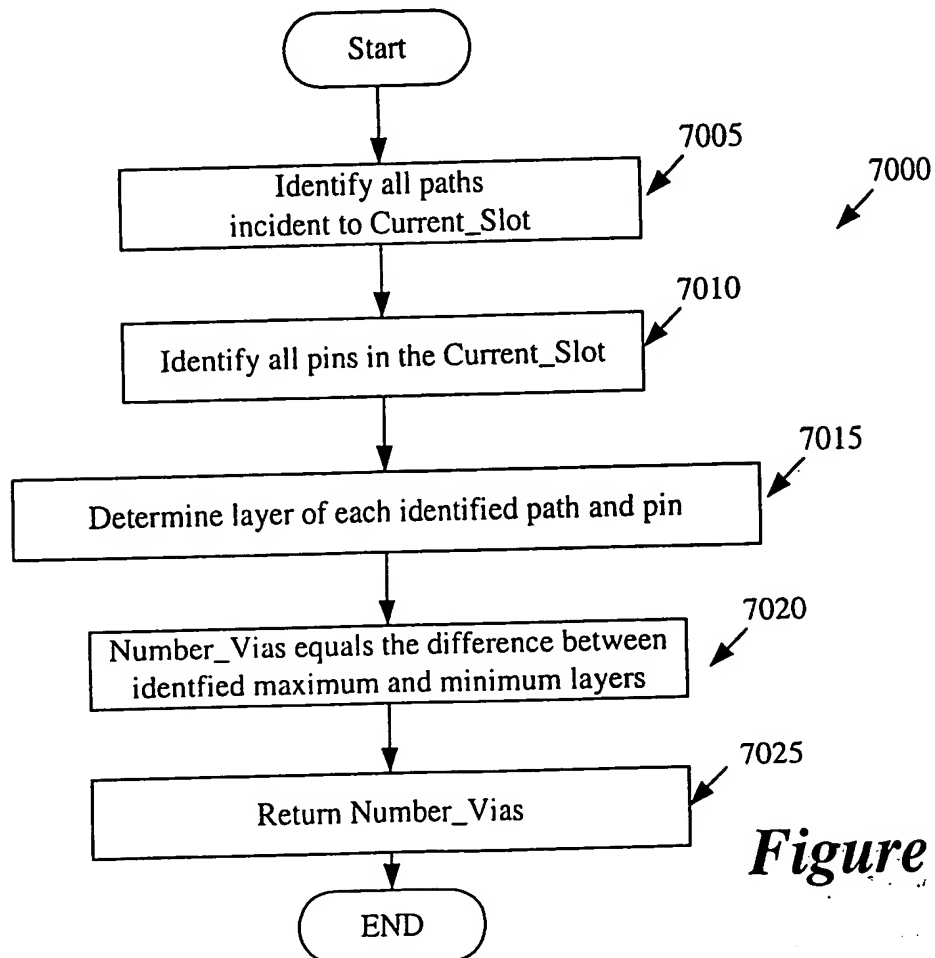 Start
7005
7000
Identify all paths
incident to Current_Slot
7010
Identify all pins in the Current_Slot
7015
Determine layer of each identified path and pin
7020
Number_Vias equals the difference between
identfied maximum and minimum layers
7025
Return Number_Vias
Figure
END